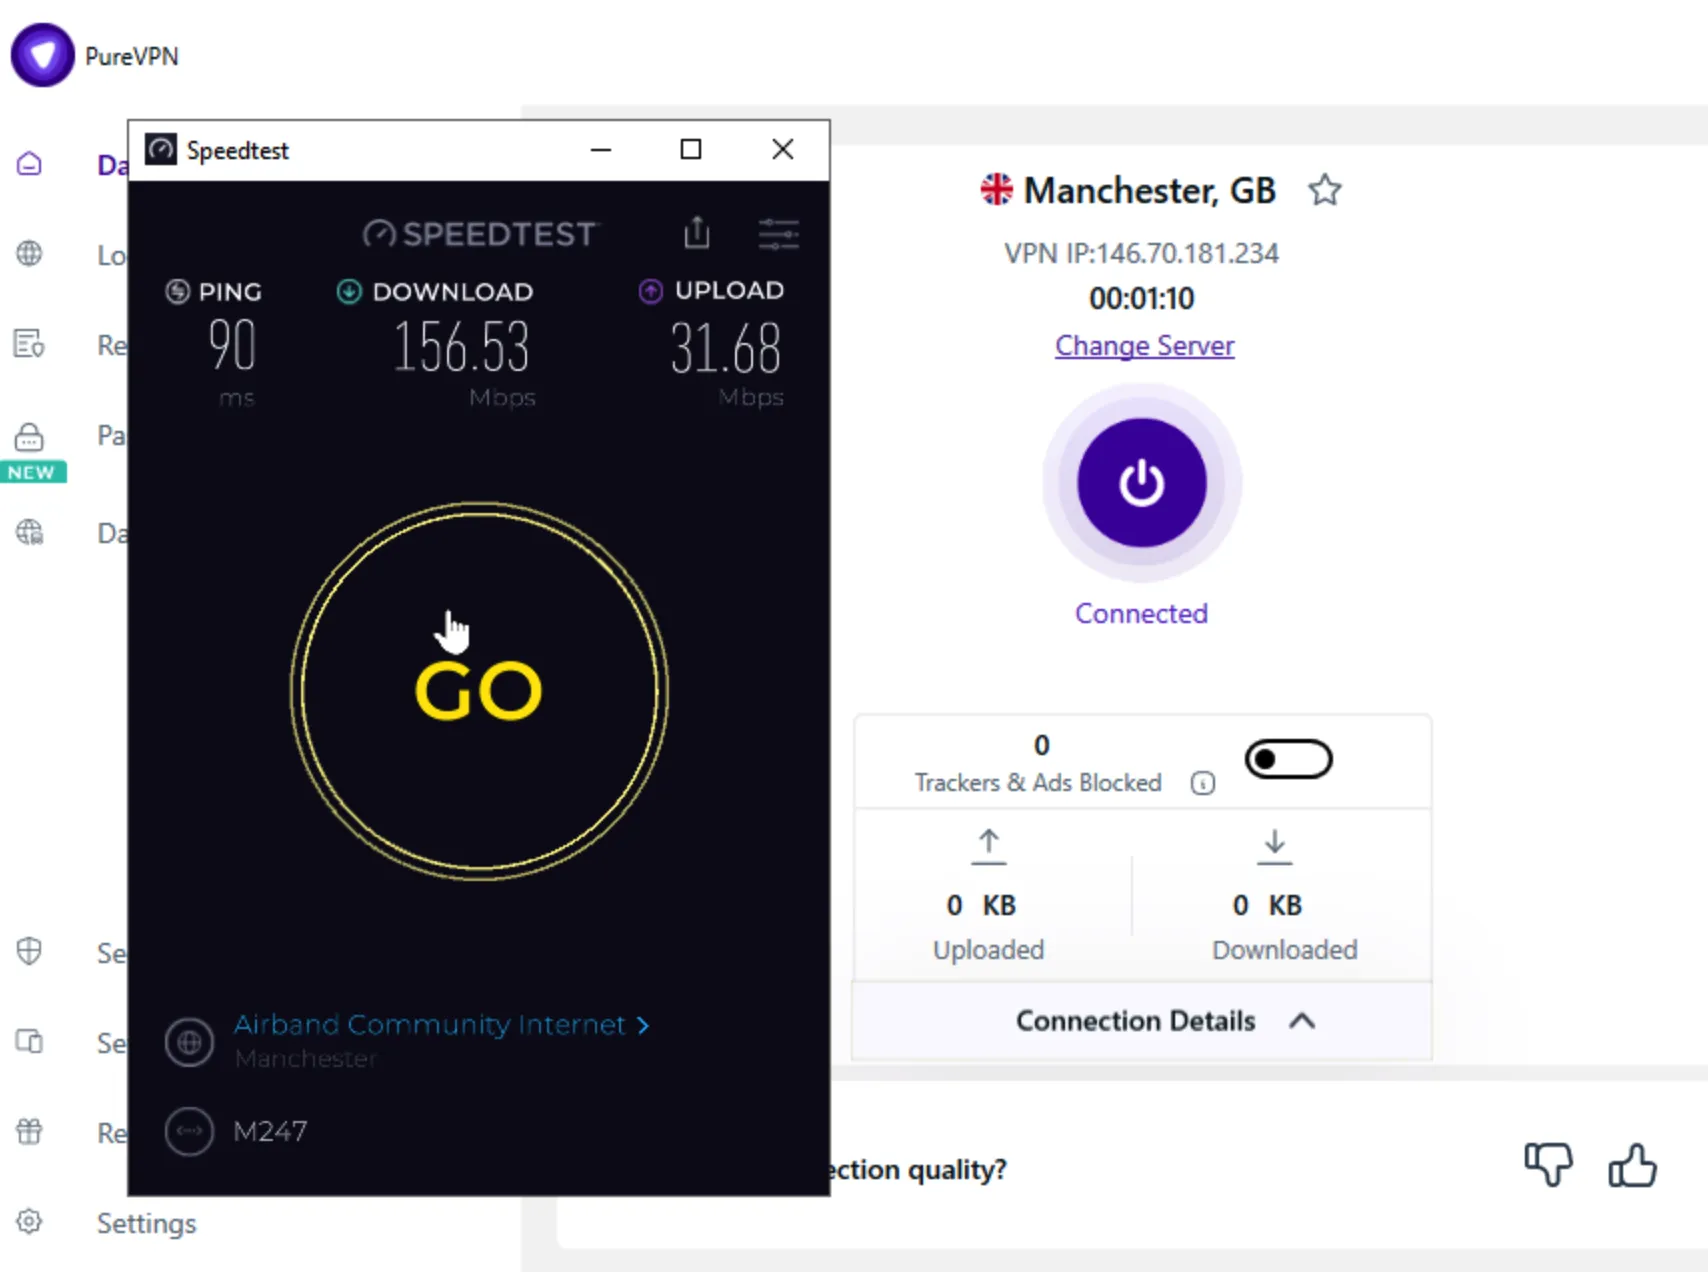 PureVPN
Speedtest
SPEEDTEST
PING
DOWNLOAD
UPLOAD
90
156.53
31.68
ms
Mbps
Mbps
GO
Airband Community Internet
Manchester
M247
Da
Lo
Re
Pa
NEW
Da
Se
Se
Re
Settings
Manchester, GB
VPN IP:146.70.181.234
00:01:10
Change Server
Connected
0
Trackers & Ads Blocked
0 KB
Uploaded
0 KB
Downloaded
Connection Details
ection quality?